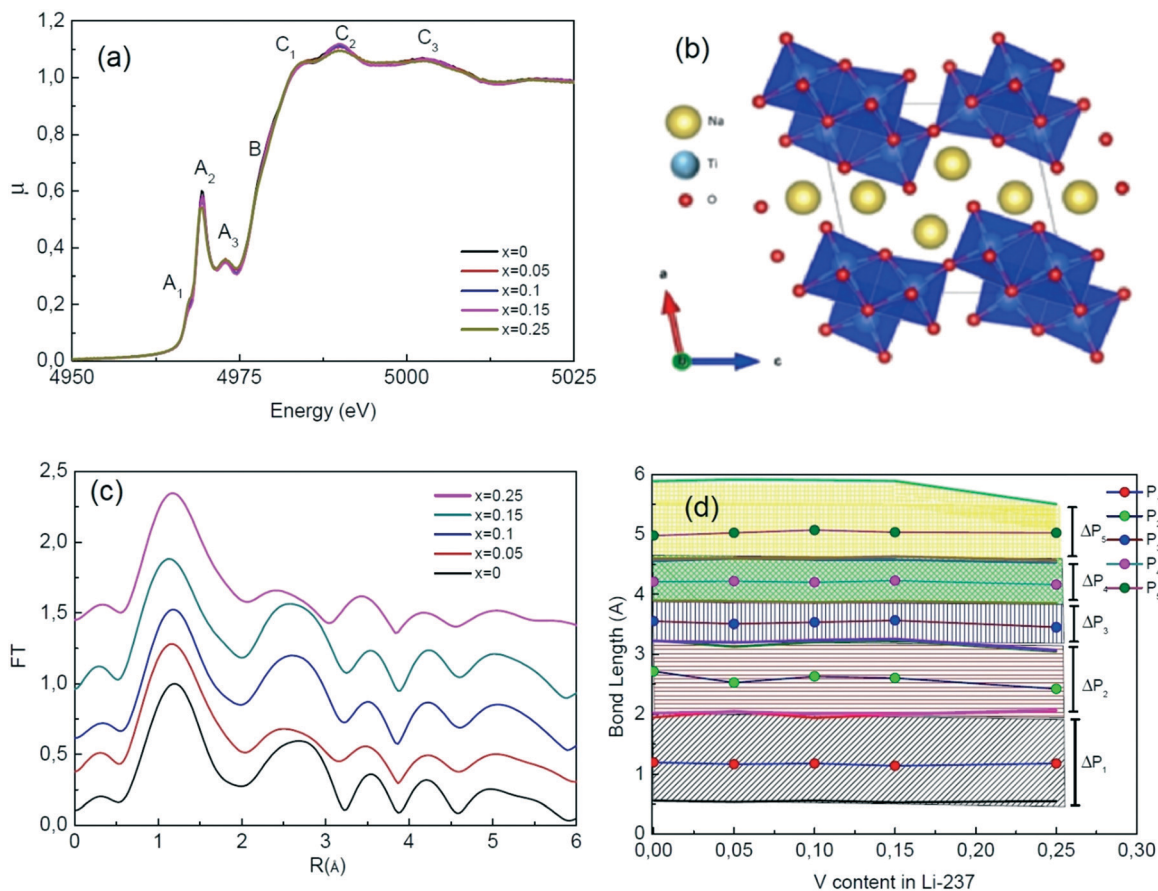 (a)
μ
1,2
1,0
0,8
0,6
0,4
0,2
0,0
A1
A2
A3
B
C1
C2
C3
x=0
x=0.05
x=0.1
x=0.15
x=0.25
4950
4975
5000
5025
Energy (eV)
(b)
Na
Ti
O
a
b
c
(c)
FT
2,5
2,0
1,5
1,0
0,5
0,0
x=0.25
x=0.15
x=0.1
x=0.05
x=0
0
1
2
3
4
5
6
R(Å)
(d)
Bond Length (A)
6
5
4
3
2
1
0
P
P
P
P
P
ΔP5
ΔP4
ΔP3
ΔP2
ΔP1
0,00
0,05
0,10
0,15
0,20
0,25
0,30
V content in Li-237